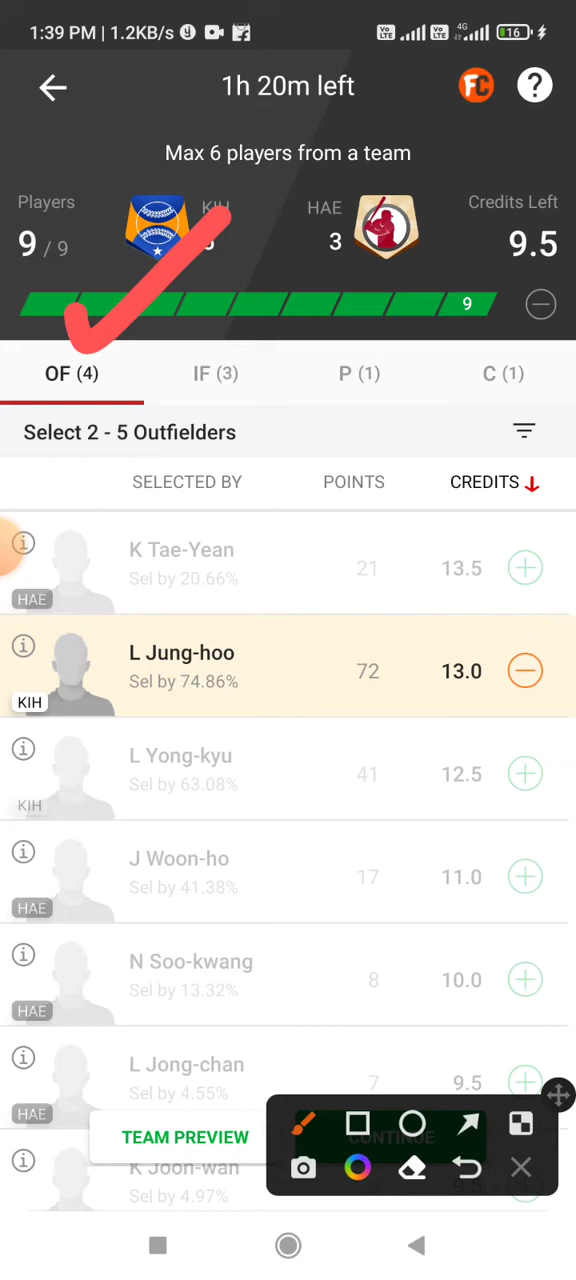 1:39 PM | 1.2KB/s
4G
16
1h 20m left
FC
?
Max 6 players from a team
Players
KIH
HAE
Credits Left
9 / 9
3
9.5
9
OF (4)
IF (3)
P (1)
C (1)
Select 2 - 5 Outfielders
SELECTED BY
POINTS
CREDITS
K Tae-Yean
Sel by 20.66%
21
13.5
HAE
L Jung-hoo
Sel by 74.86%
72
13.0
KIH
L Yong-kyu
Sel by 63.08%
41
12.5
KIH
J Woon-ho
Sel by 41.38%
17
11.0
HAE
N Soo-kwang
Sel by 13.32%
8
10.0
HAE
L Jong-chan
Sel by 4.55%
7
9.5
HAE
TEAM PREVIEW
CONTINUE
K Joon-wan
Sel by 4.97%